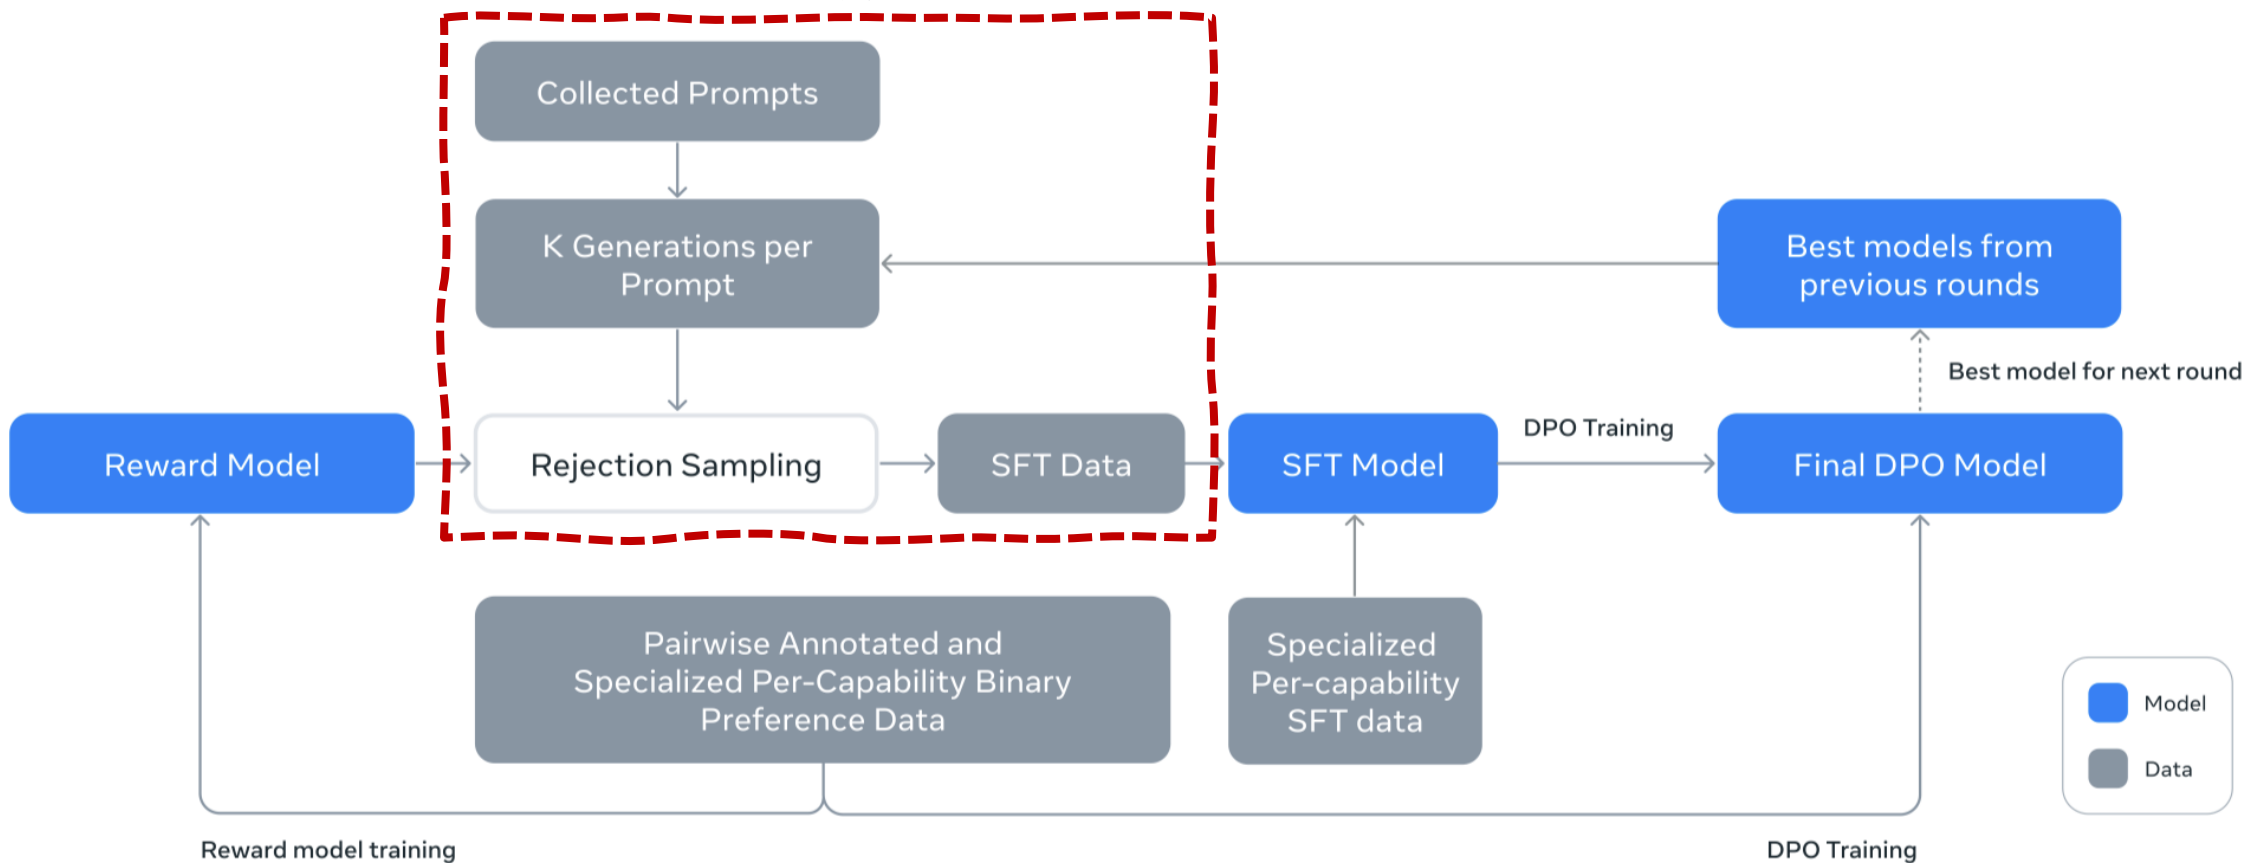 Collected Prompts
K Generations per
Prompt
Best models from
previous rounds
Best model for next round
Reward Model
Rejection Sampling
SFT Data
SFT Model
DPO Training
Final DPO Model
Pairwise Annotated and
Specialized Per-Capability Binary
Preference Data
Specialized
Per-capability
SFT data
Model
Data
Reward model training
DPO Training